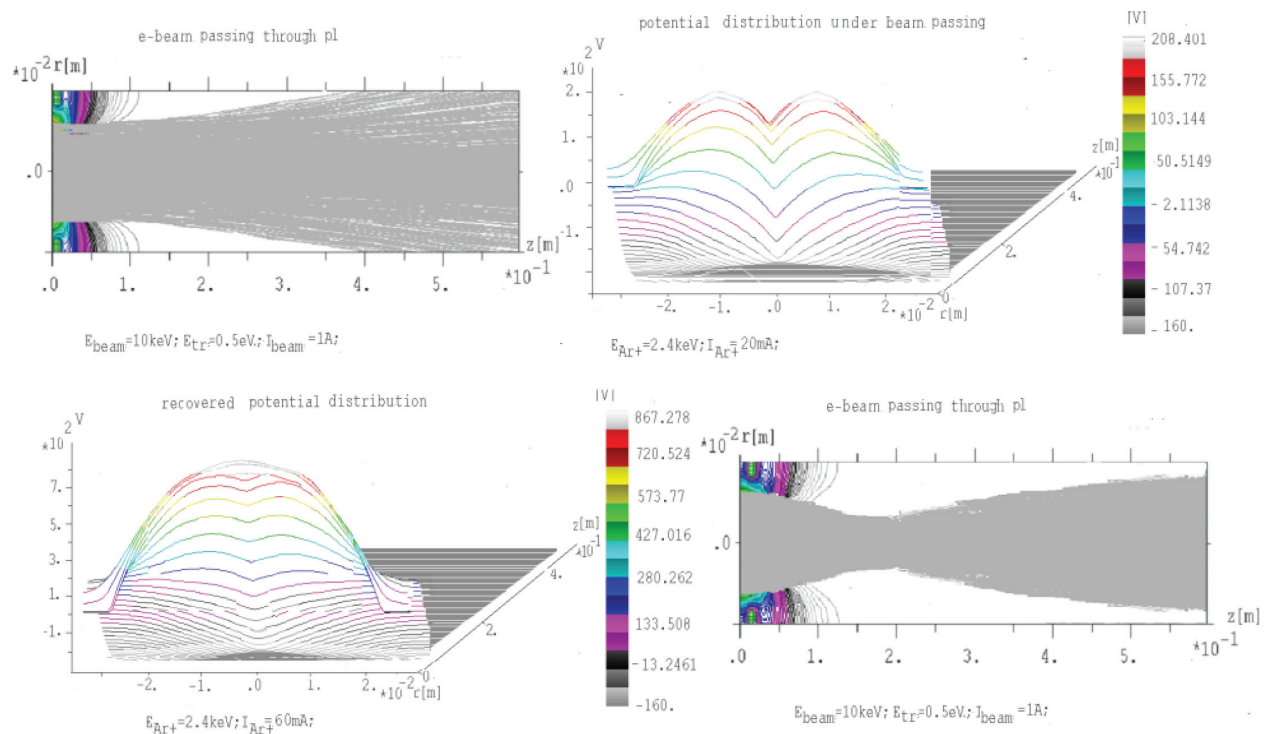 e-beam passing through pl
*10⁻² r[m]
.0
z[m]
*10⁻¹
.0 1. 2. 3. 4. 5.
E_beam=10keV; E_tr=0.5eV; I_beam=1A;
potential distribution under beam passing
2 V
*10
2.
1.
.0
-1.
-2. -1. .0 1. 2.
*10⁻² r[m]
0
2.
4.
*10⁻¹
z[m]
E_Ar+=2.4keV; I_Ar+=20mA;
[V]
208.401
155.772
103.144
50.5149
-2.1138
-54.742
-107.37
-160.
recovered potential distribution
2 V
*10
7.
5.
3.
1.
-1.
-2. -1. .0 1. 2.
*10⁻² r[m]
0
2.
4.
*10⁻¹
z[m]
E_Ar+=2.4keV; I_Ar+=60mA;
[V]
867.278
720.524
573.77
427.016
280.262
133.508
-13.2461
-160.
e-beam passing through pl
*10⁻² r[m]
.0
z[m]
.0 1. 2. 3. 4. 5. *10⁻¹
E_beam=10keV; E_tr=0.5eV; I_beam=1A;